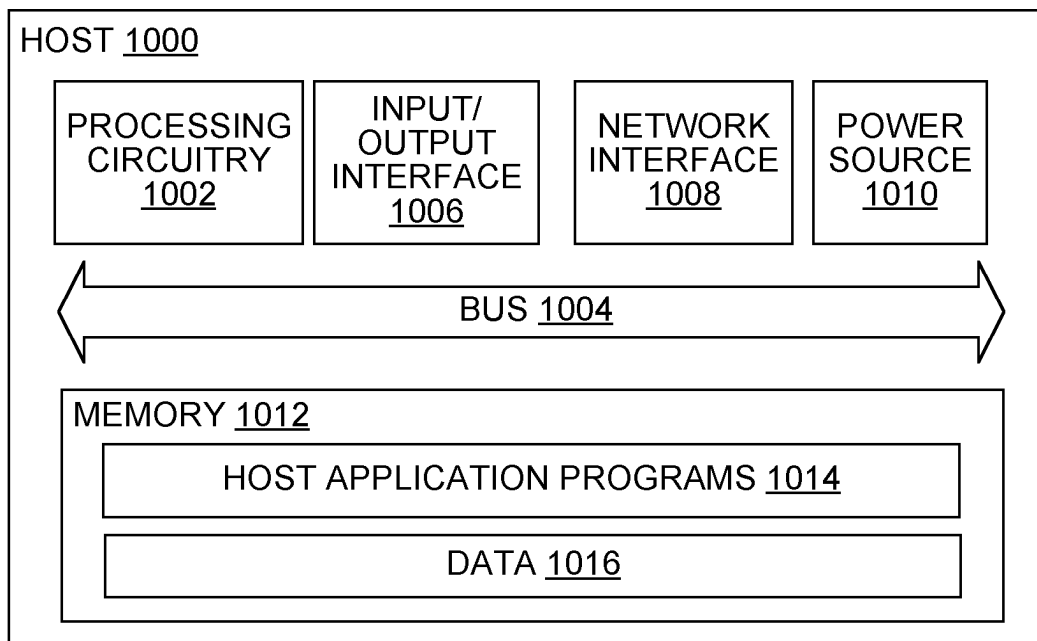 HOST 1000
PROCESSING
CIRCUITRY
1002
INPUT/
OUTPUT
INTERFACE
1006
NETWORK
INTERFACE
1008
POWER
SOURCE
1010
BUS 1004
MEMORY 1012
HOST APPLICATION PROGRAMS 1014
DATA 1016